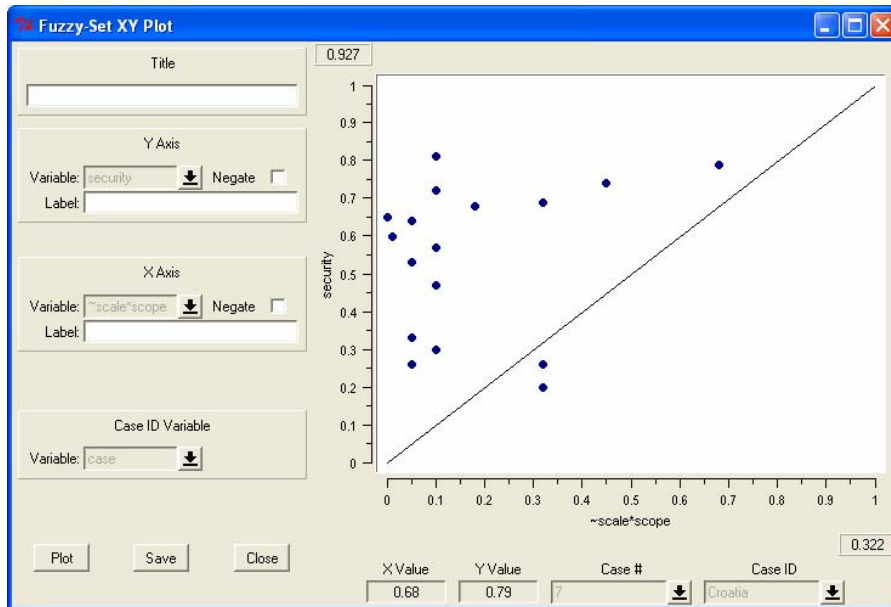 Fuzzy-Set XY Plot
Title
Y Axis
Variable: security Negate
Label:
X Axis
Variable: ~scale*scope Negate
Label:
Case ID Variable
Variable: case
Plot Save Close
0.927
1
0.9
0.8
0.7
0.6
0.5
0.4
0.3
0.2
0.1
0
security
0 0.1 0.2 0.3 0.4 0.5 0.6 0.7 0.8 0.9 1
~scale*scope
0.322
X Value Y Value Case # Case ID
0.68 0.79 7 Croatia